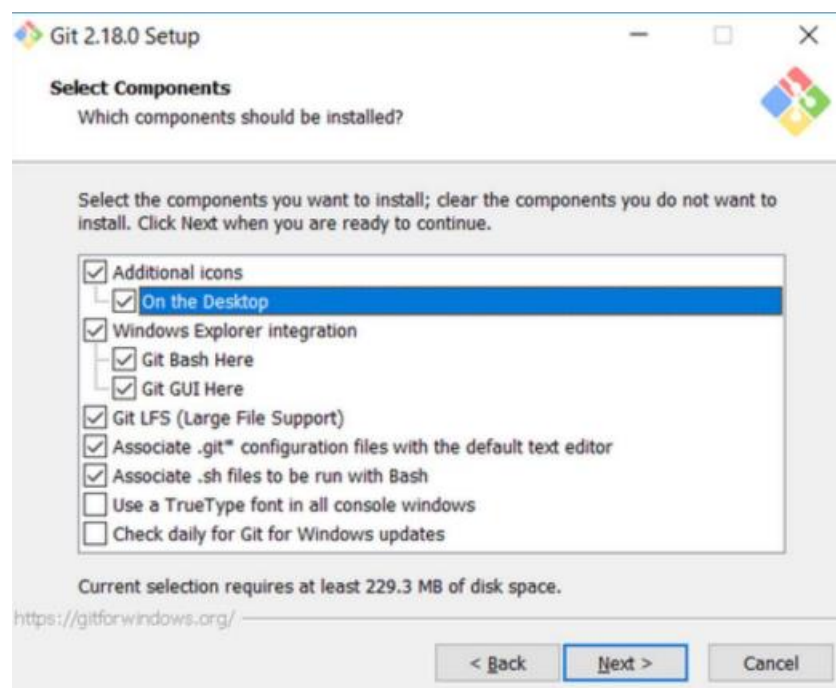 Git 2.18.0 Setup
Select Components
Which components should be installed?
Select the components you want to install; clear the components you do not want to
install. Click Next when you are ready to continue.
Additional icons
On the Desktop
Windows Explorer integration
Git Bash Here
Git GUI Here
Git LFS (Large File Support)
Associate .git* configuration files with the default text editor
Associate .sh files to be run with Bash
Use a TrueType font in all console windows
Check daily for Git for Windows updates
Current selection requires at least 229.3 MB of disk space.
https://gitforwindows.org/
< Back Next > Cancel